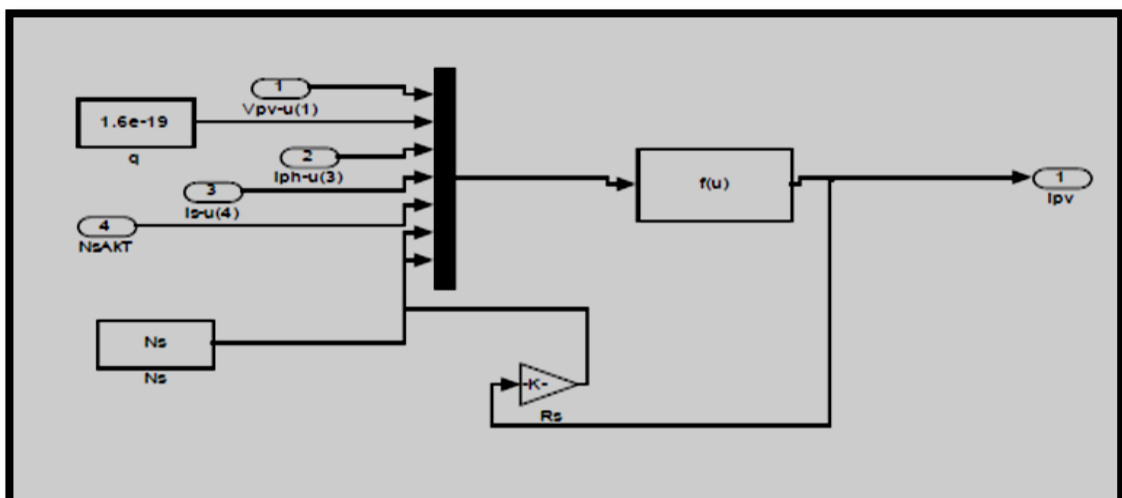 1
Vpv-u(1)
1.6e-19
q
2
Iph-u(3)
3
Is-u(4)
4
NsAKT
f(u)
1
Ipv
Ns
Ns
-K-
Rs